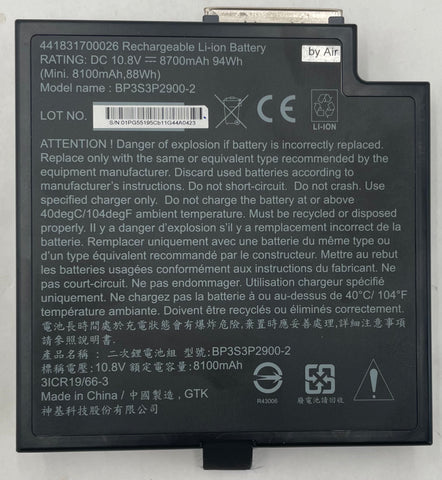 441831700026 Rechargeable Li-ion Battery
by Air
RATING: DC 10.8V ⎓ 8700mAh 94Wh
(Mini. 8100mAh,88Wh)
Model name : BP3S3P2900-2
LOT NO.
S/N:01PG55195Cb11G44A0423
CE
LI-ION
ATTENTION ! Danger of explosion if battery is incorrectly replaced.
Replace only with the same or equivalent type recommended by the
equipment manufacturer. Discard used batteries according to
manufacturer's instructions. Do not short-circuit. Do not crush. Use
specified charger only. Do not charge the battery at or above
40degC/104degF ambient temperature. Must be recycled or disposed
properly. Il y a danger d'explosion s'il y a remplacement incorrect de la
batterie. Remplacer uniquement avec une batterie du même type ou
d'un type équivalent recommandé par le constructeur. Mettre au rebut
les batteries usagées conformément aux instructions du fabricant. Ne
pas court-circuit. Ne pas endommager. Utilisation chargeur spécifié
uniquement. Ne chargez pas la batterie à ou au-dessus de 40°C/ 104°F
température ambiante. Doivent être recyclées ou éliminées correctement.
電池長時間處於充電狀態會有爆炸危險,棄置時應妥善處理,
請參照說明書。
產品名稱： 二次鋰電池組 型號:BP3S3P2900-2
標稱電壓:10.8V 額定電容量:8100mAh
3ICR19/66-3
Made in China / 中國製造, GTK
神基科技股份有限公司
R43006
廢電池請回收